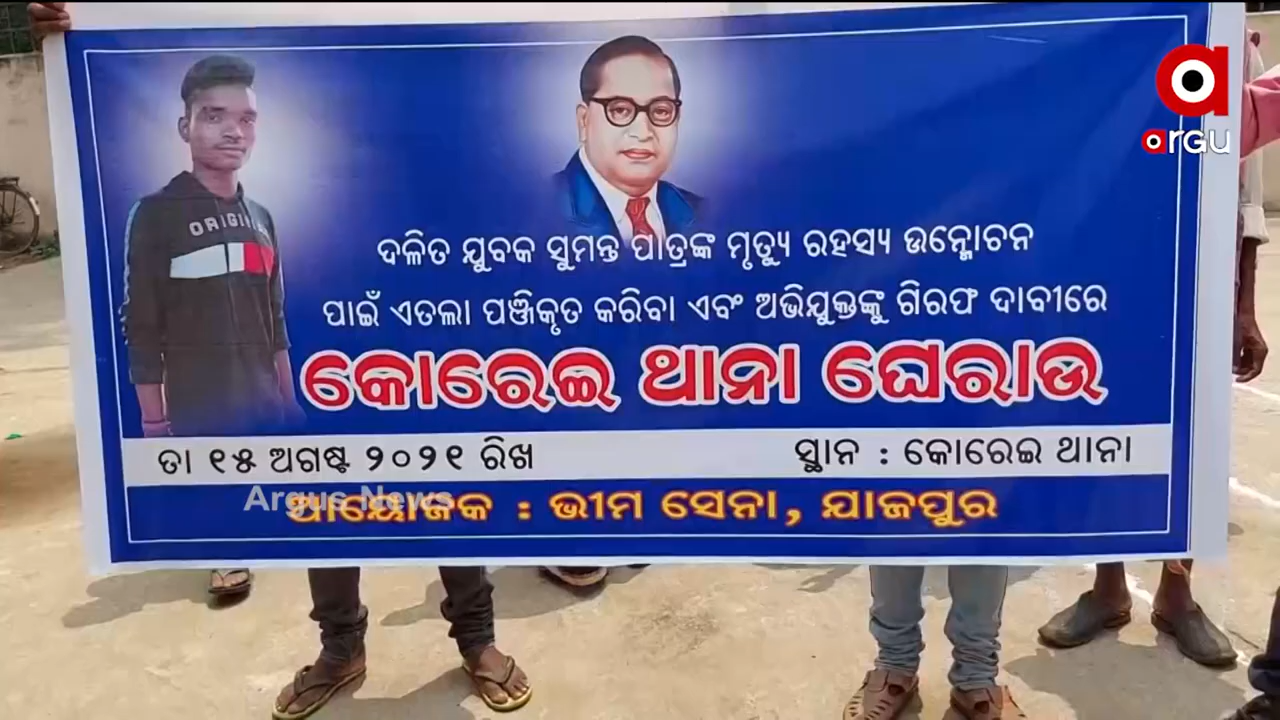 argu
ORIGINAL
ଦଳିତ ଯୁବକ ସୁମନ୍ତ ପାତ୍ରଙ୍କ ମୃତ୍ୟୁ ରହସ୍ୟ ଉନ୍ମୋଚନ
ପାଇଁ ଏତଲା ପଞ୍ଜିକୃତ କରିବା ଏବଂ ଅଭିଯୁକ୍ତଙ୍କୁ ଗିରଫ ଦାବୀରେ
କୋରେଇ ଥାନା ଘେରାଉ
ତା ୧୫ ଅଗଷ୍ଟ ୨୦୨୧ ରିଖ ସ୍ଥାନ : କୋରେଇ ଥାନା
ଆୟୋଜକ : ଭୀମ ସେନା, ଯାଜପୁର
Argus News